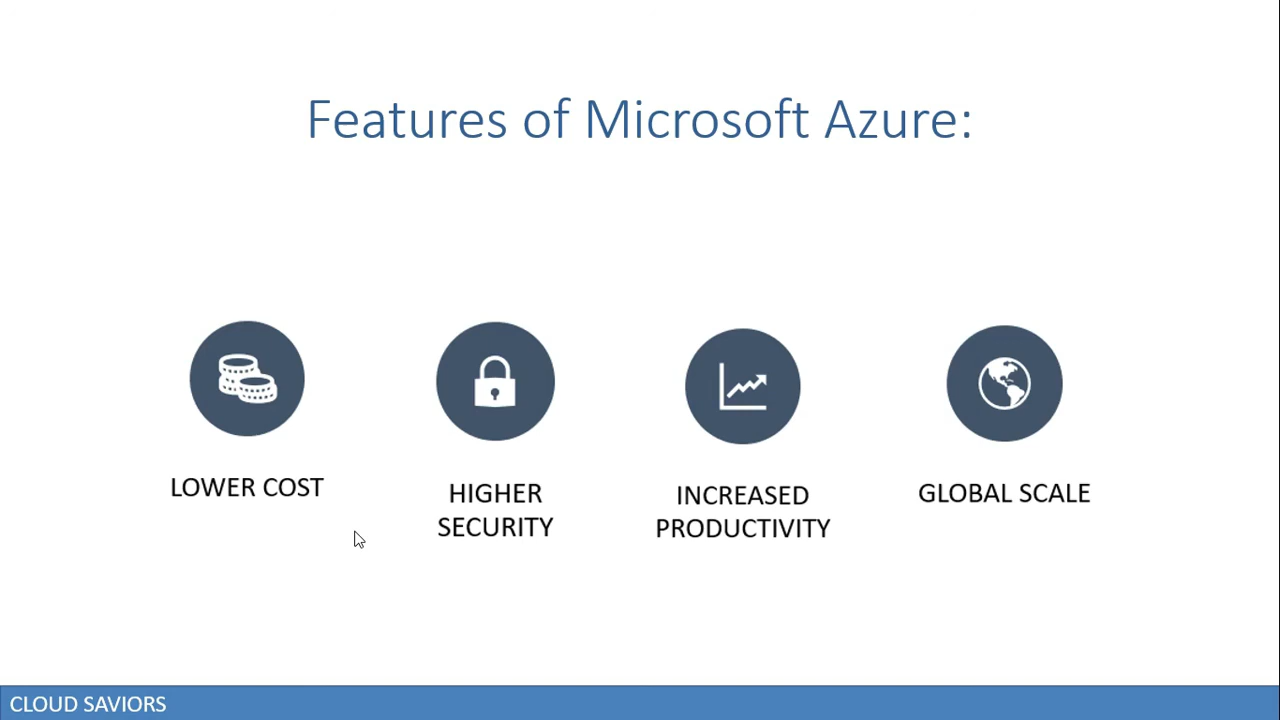 Features of Microsoft Azure:
LOWER COST
HIGHER
SECURITY
INCREASED
PRODUCTIVITY
GLOBAL SCALE
CLOUD SAVIORS